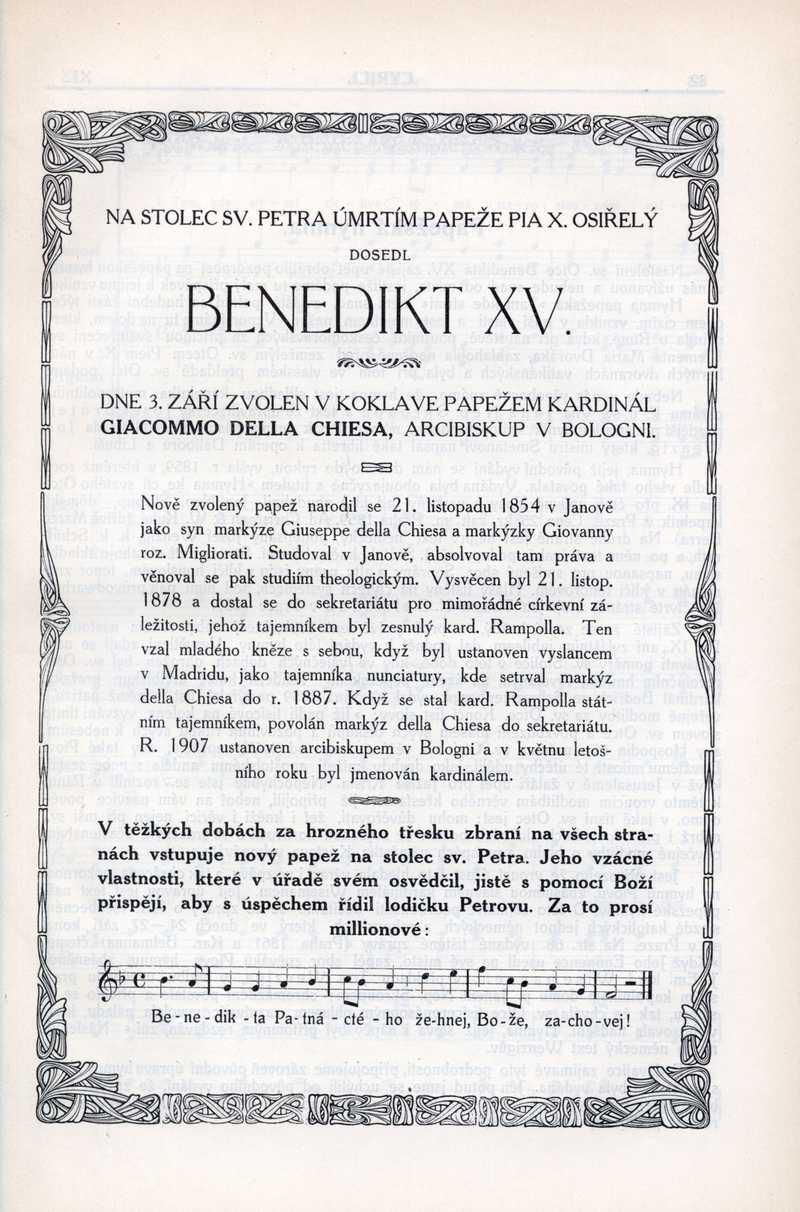 NA STOLEC SV. PETRA ÚMRTÍM PAPEŽE PIA X. OSIŘELÝ
DOSEDL
BENEDIKT XV.
DNE 3. ZÁŘÍ ZVOLEN V KOKLAVE PAPEŽEM KARDINÁL
GIACOMMO DELLA CHIESA, ARCIBISKUP V BOLOGNI.
Nově zvolený papež narodil se 21. listopadu 1854 v Janově
jako syn markýze Giuseppe della Chiesa a markýzky Giovanny
roz. Migliorati. Studoval v Janově, absolvoval tam práva a
věnoval se pak studiím theologickým. Vysvěcen byl 21. listop.
1878 a dostal se do sekretariátu pro mimořádné církevní zá-
ležitosti, jehož tajemníkem byl zesnulý kard. Rampolla. Ten
vzal mladého kněze s sebou, když byl ustanoven vyslancem
v Madridu, jako tajemníka nunciatury, kde setrval markýz
della Chiesa do r. 1887. Když se stal kard. Rampolla stát-
ním tajemníkem, povolán markýz della Chiesa do sekretariátu.
R. 1907 ustanoven arcibiskupem v Bologni a v květnu letoš-
ního roku byl jmenován kardinálem.
V těžkých dobách za hrozného třesku zbraní na všech stra-
nách vstupuje nový papež na stolec sv. Petra. Jeho vzácné
vlastnosti, které v úřadě svém osvědčil, jistě s pomocí Boží
přispějí, aby s úspěchem řídil lodičku Petrovu. Za to prosí
millionové:
Be-ne-dik-ta Pa-tná-cté-ho žehnej, Bo-že, za-cho-vej!